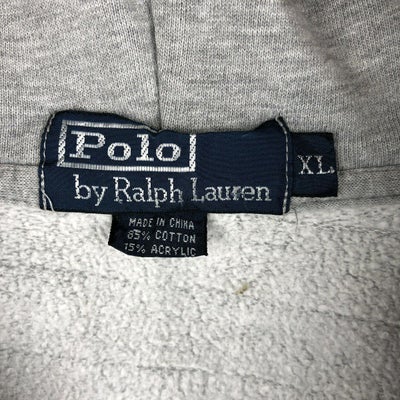 Polo
by Ralph Lauren
XL
MADE IN CHINA
85% COTTON
15% ACRYLIC